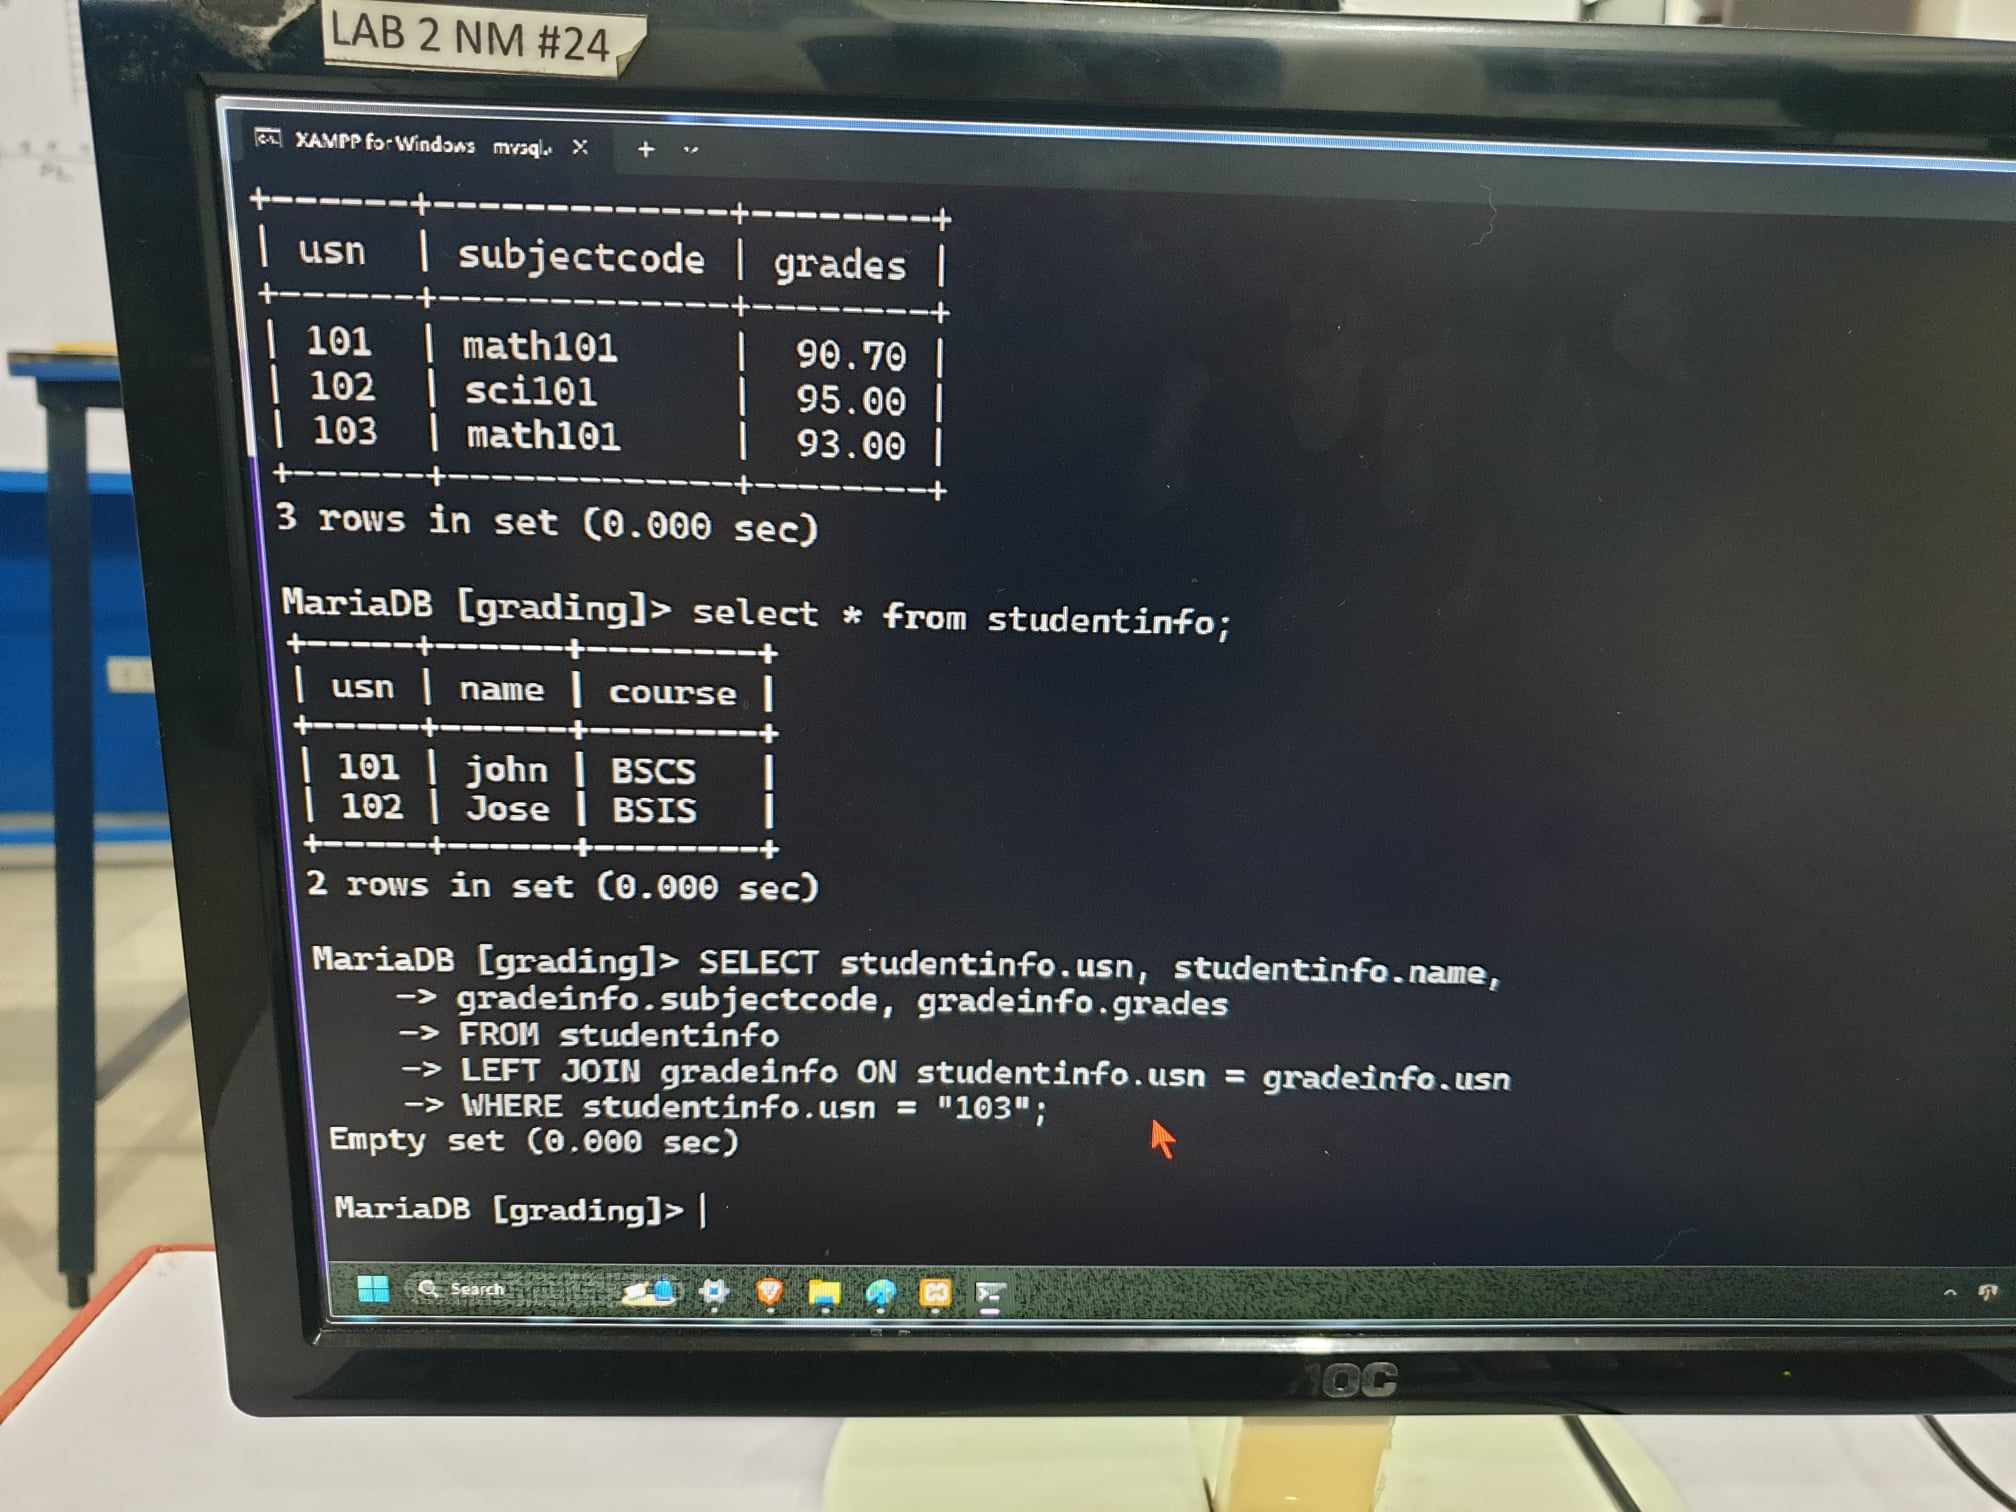 LAB 2 NM #24
XAMPP for Windows mysql
+------+-------------+--------+
| usn  | subjectcode | grades |
+------+-------------+--------+
| 101  | math101     |  90.70 |
| 102  | sci101      |  95.00 |
| 103  | math101     |  93.00 |
+------+-------------+--------+
3 rows in set (0.000 sec)
MariaDB [grading]> select * from studentinfo;
+-----+------+--------+
| usn | name | course |
+-----+------+--------+
| 101 | john | BSCS   |
| 102 | Jose | BSIS   |
+-----+------+--------+
2 rows in set (0.000 sec)
MariaDB [grading]> SELECT studentinfo.usn, studentinfo.name,
    -> gradeinfo.subjectcode, gradeinfo.grades
    -> FROM studentinfo
    -> LEFT JOIN gradeinfo ON studentinfo.usn = gradeinfo.usn
    -> WHERE studentinfo.usn = "103";
Empty set (0.000 sec)
MariaDB [grading]>
Search